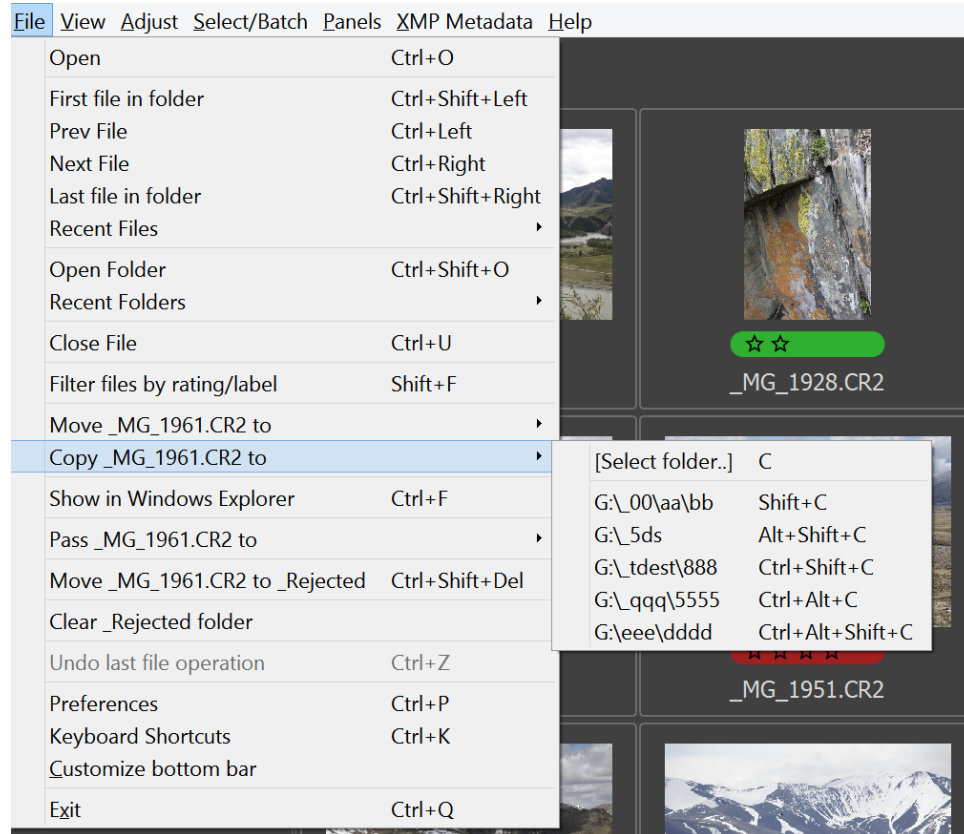 File View Adjust Select/Batch Panels XMP Metadata Help
Open Ctrl+O
First file in folder Ctrl+Shift+Left
Prev File Ctrl+Left
Next File Ctrl+Right
Last file in folder Ctrl+Shift+Right
Recent Files
Open Folder Ctrl+Shift+O
Recent Folders
Close File Ctrl+U
Filter files by rating/label Shift+F
Move _MG_1961.CR2 to
Copy _MG_1961.CR2 to
Show in Windows Explorer Ctrl+F
Pass _MG_1961.CR2 to
Move _MG_1961.CR2 to _Rejected Ctrl+Shift+Del
Clear _Rejected folder
Undo last file operation Ctrl+Z
Preferences Ctrl+P
Keyboard Shortcuts Ctrl+K
Customize bottom bar
Exit Ctrl+Q
[Select folder..] C
G:\_00\aa\bb Shift+C
G:\_5ds Alt+Shift+C
G:\_tdest\888 Ctrl+Shift+C
G:\_qqq\5555 Ctrl+Alt+C
G:\eee\dddd Ctrl+Alt+Shift+C
_MG_1928.CR2
_MG_1951.CR2